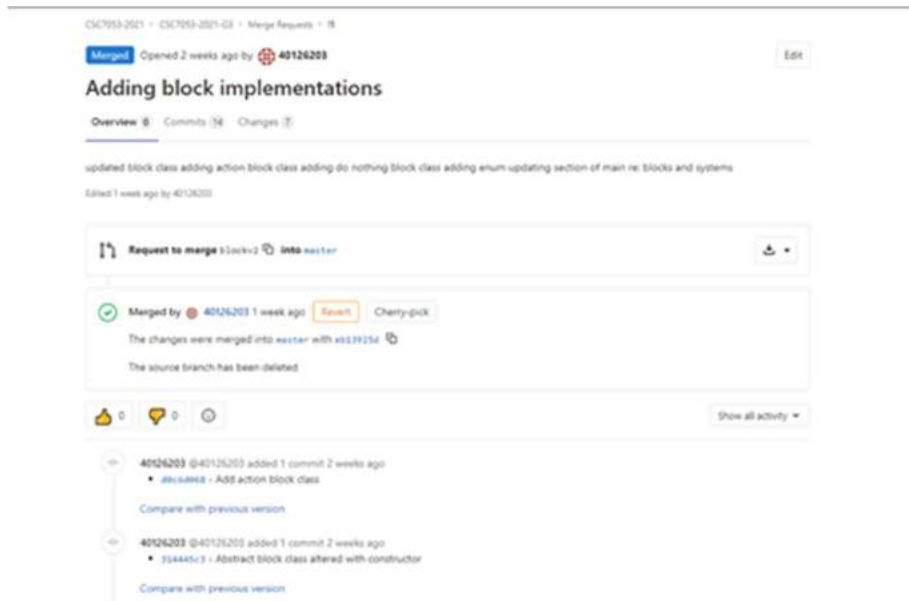 CSC7053-2021 › CSC7053-2021-G3 › Merge Requests ›
Merged Opened 2 weeks ago by 40126203 Edit
Adding block implementations
Overview 0 Commits 14 Changes 7
updated block class adding action block class adding do nothing block class adding enum updating section of main re: blocks and systems
Edited 1 week ago by 40126203
Request to merge blockv2 into master
Merged by 40126203 1 week ago Revert Cherry-pick
The changes were merged into master with
The source branch has been deleted
0 0 Show all activity
40126203 @40126203 added 1 commit 2 weeks ago
• - Add action block class
Compare with previous version
40126203 @40126203 added 1 commit 2 weeks ago
• 314445c3 - Abstract block class altered with constructor
Compare with previous version